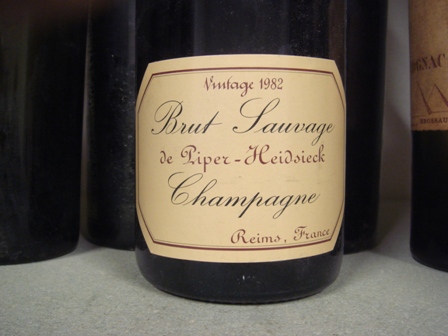 Vintage 1982
Brut Sauvage
de Piper-Heidsieck
Champagne
Reims, France